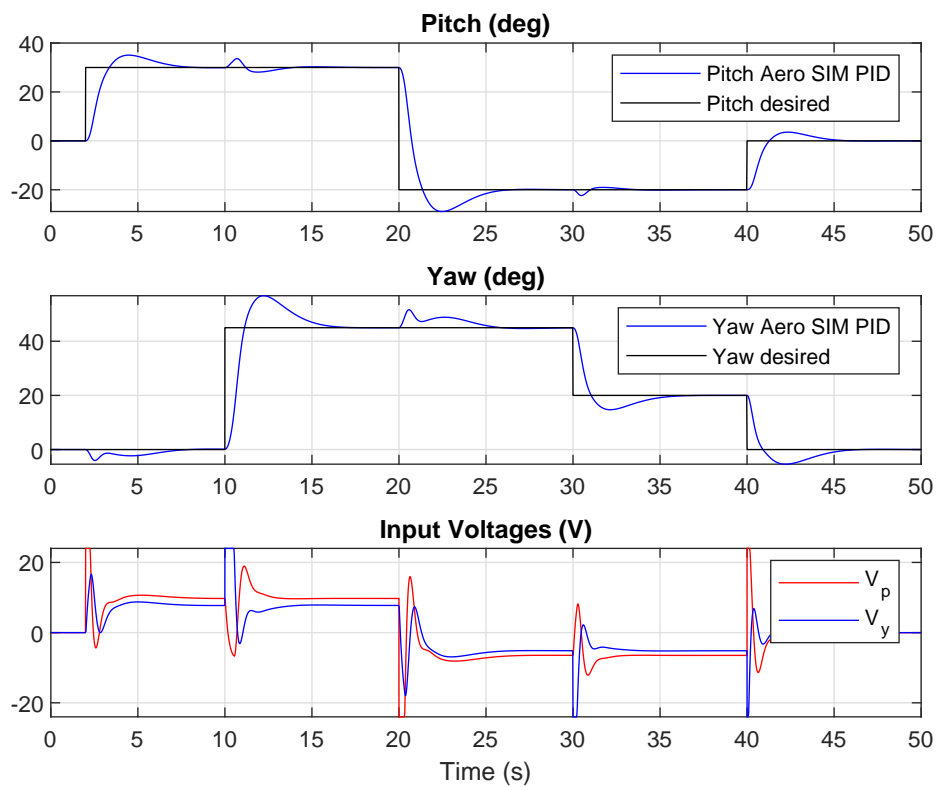 Pitch (deg)
40
20
0
-20
Pitch Aero SIM PID
Pitch desired
0 5 10 15 20 25 30 35 40 45 50
Yaw (deg)
40
20
0
Yaw Aero SIM PID
Yaw desired
0 5 10 15 20 25 30 35 40 45 50
Input Voltages (V)
20
0
-20
V_p
V_y
0 5 10 15 20 25 30 35 40 45 50
Time (s)